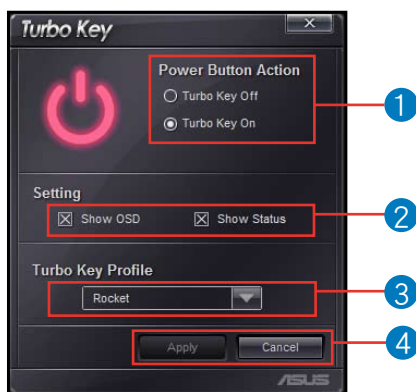 Turbo Key
Power Button Action
Turbo Key Off
Turbo Key On
1
Setting
Show OSD Show Status
2
Turbo Key Profile
Rocket
3
Apply Cancel
4
ASUS